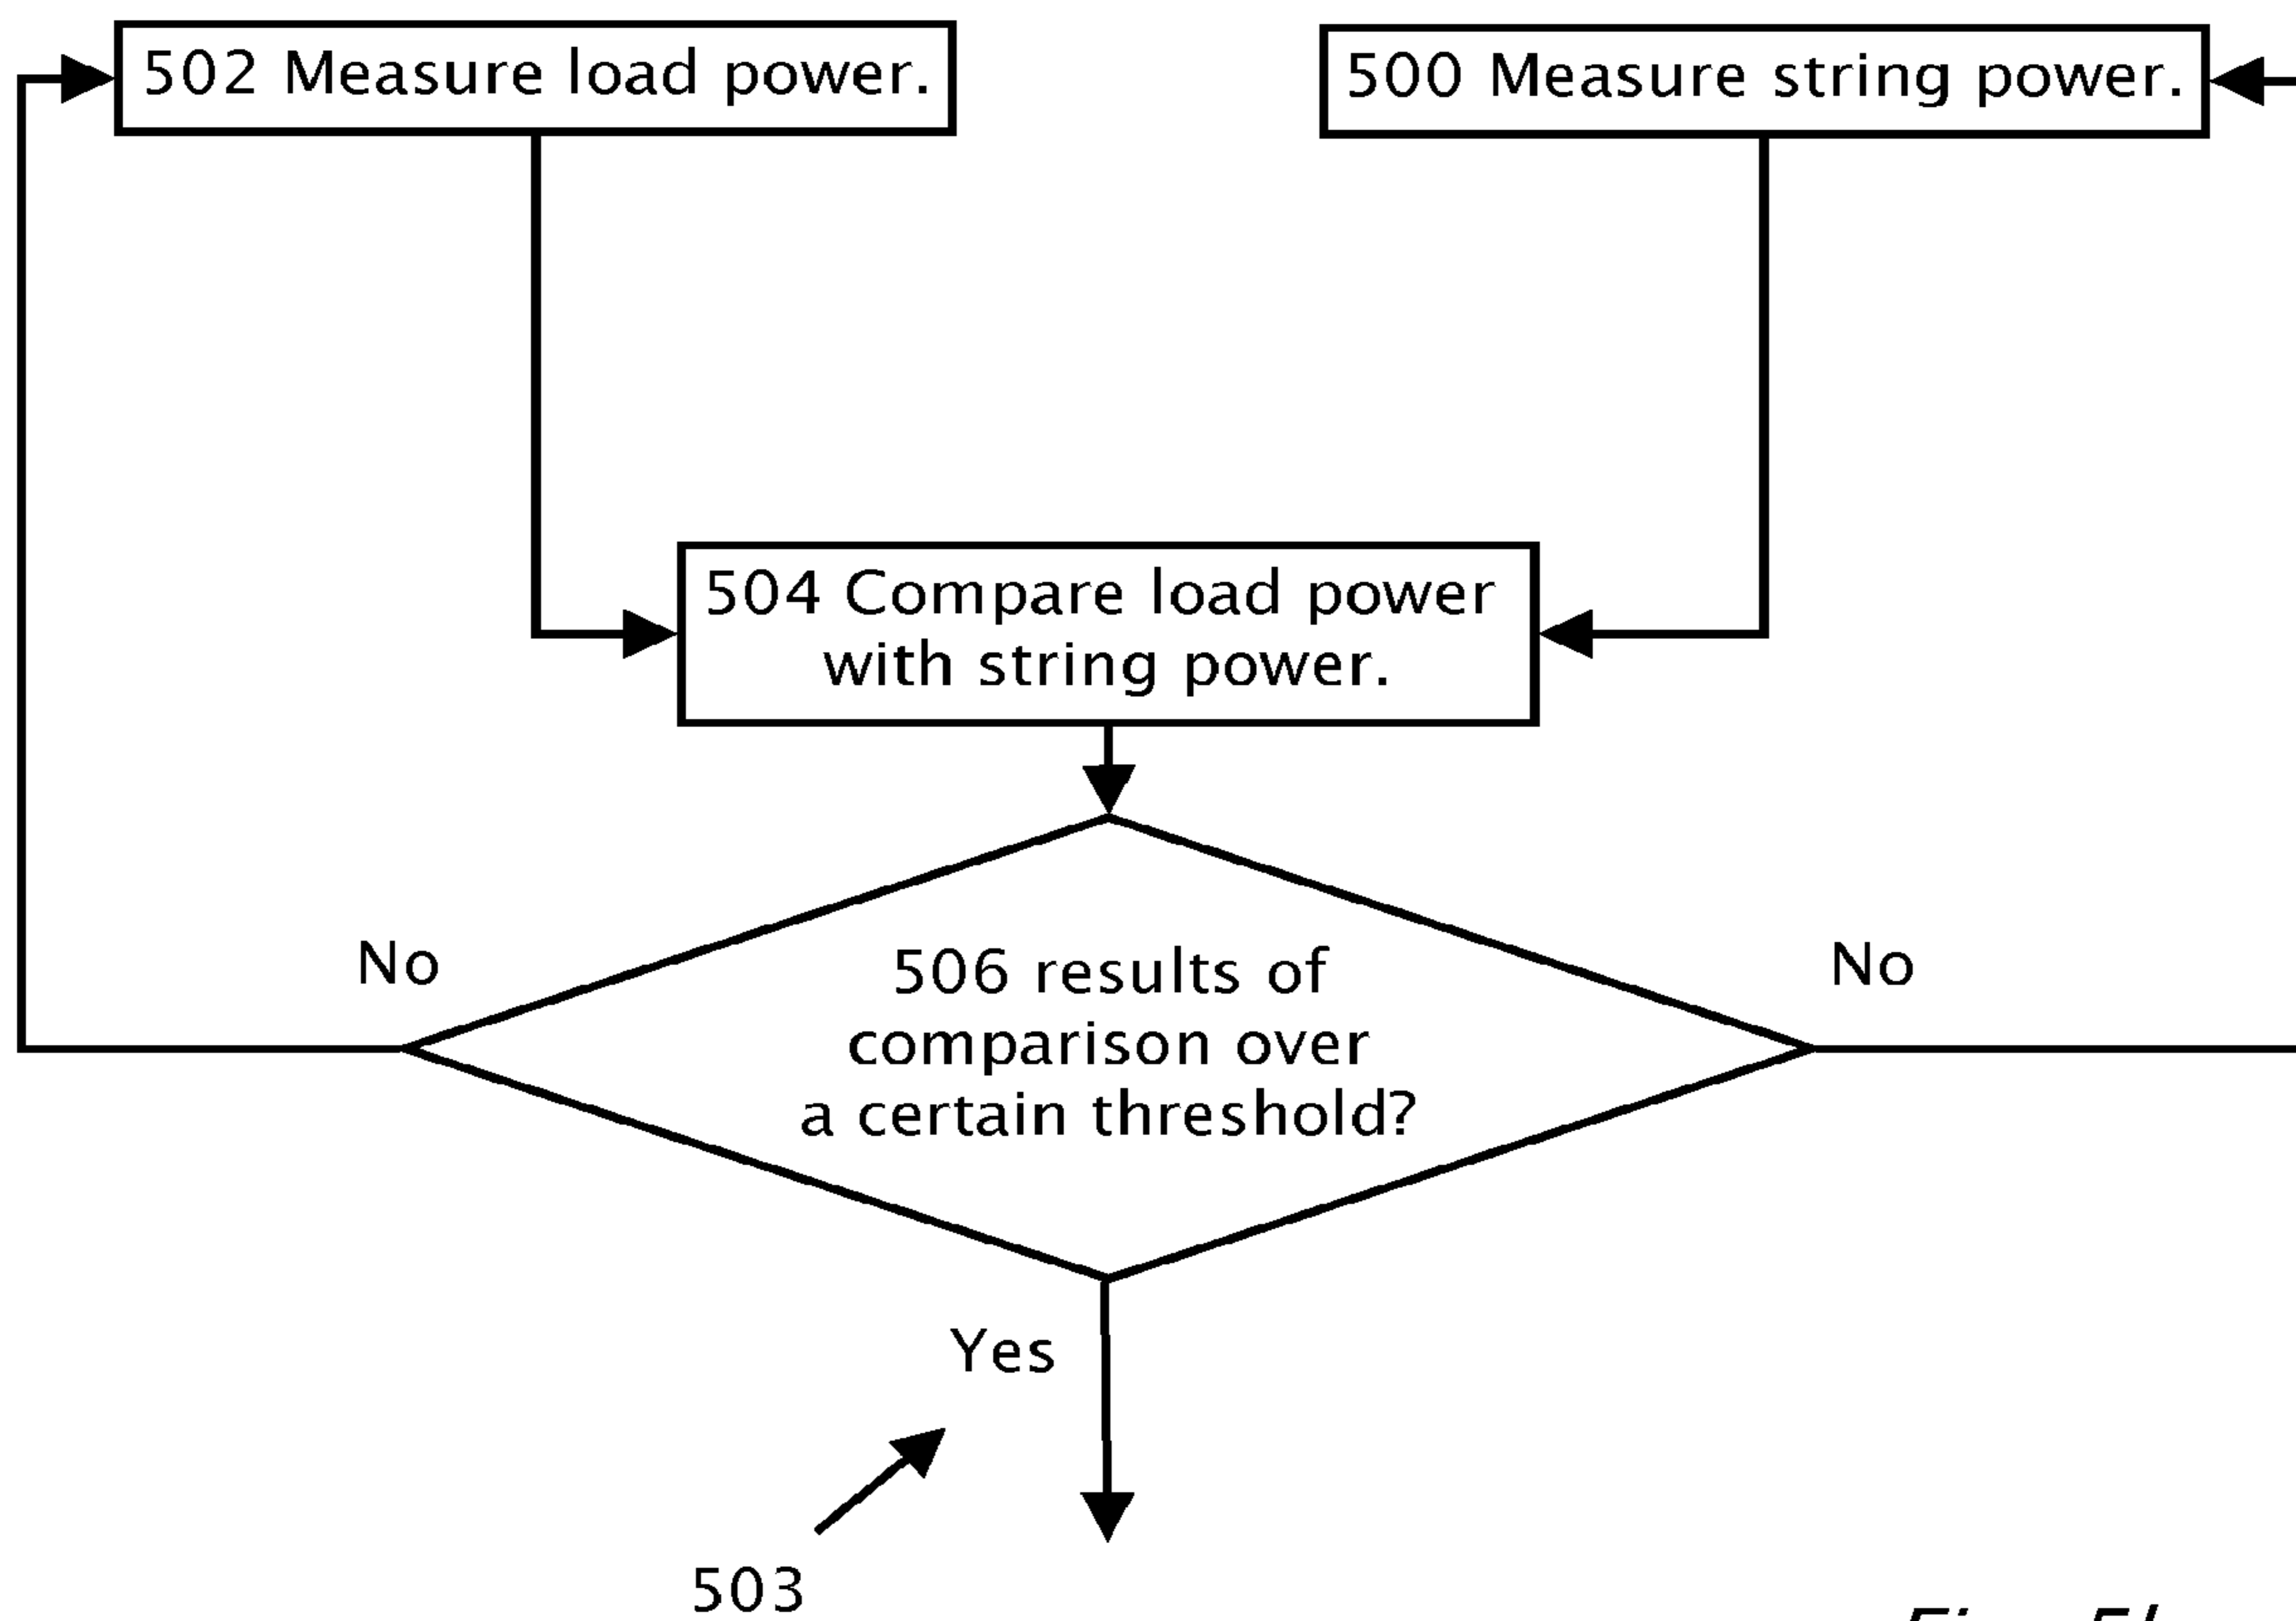 502 Measure load power.
500 Measure string power.
504 Compare load power
with string power.
No
No
506 results of
comparison over
a certain threshold?
Yes
503